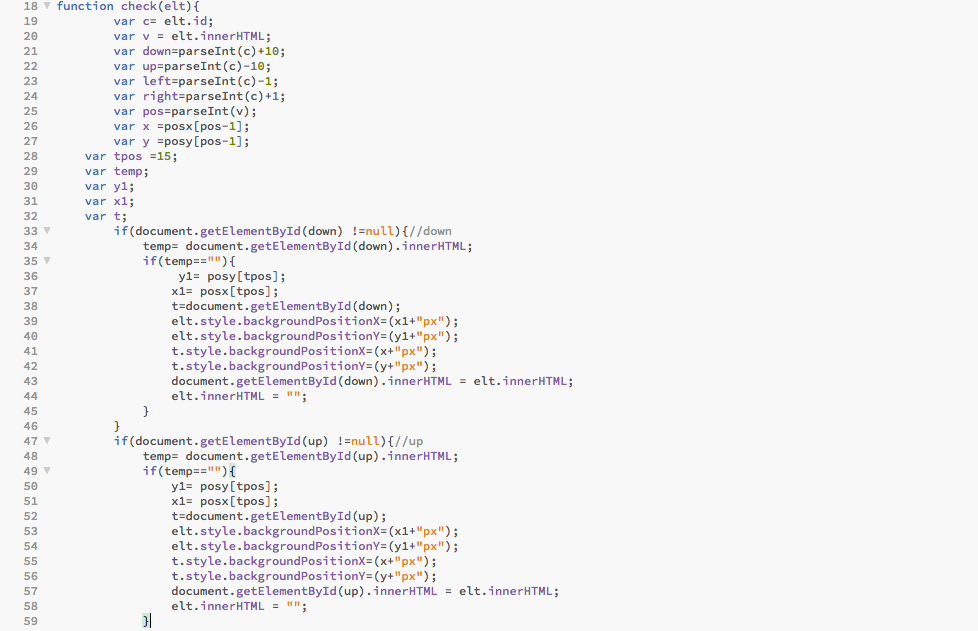 18 function check(elt){
19 var c= elt.id;
20 var v = elt.innerHTML;
21 var down=parseInt(c)+10;
22 var up=parseInt(c)-10;
23 var left=parseInt(c)-1;
24 var right=parseInt(c)+1;
25 var pos=parseInt(v);
26 var x =posx[pos-1];
27 var y =posy[pos-1];
28 var tpos =15;
29 var temp;
30 var y1;
31 var x1;
32 var t;
33 if(document.getElementById(down) !=null){//down
34 temp= document.getElementById(down).innerHTML;
35 if(temp==""){
36 y1= posy[tpos];
37 x1= posx[tpos];
38 t=document.getElementById(down);
39 elt.style.backgroundPositionX=(x1+"px");
40 elt.style.backgroundPositionY=(y1+"px");
41 t.style.backgroundPositionX=(x+"px");
42 t.style.backgroundPositionY=(y+"px");
43 document.getElementById(down).innerHTML = elt.innerHTML;
44 elt.innerHTML = "";
45 }
46 }
47 if(document.getElementById(up) !=null){//up
48 temp= document.getElementById(up).innerHTML;
49 if(temp==""){
50 y1= posy[tpos];
51 x1= posx[tpos];
52 t=document.getElementById(up);
53 elt.style.backgroundPositionX=(x1+"px");
54 elt.style.backgroundPositionY=(y1+"px");
55 t.style.backgroundPositionX=(x+"px");
56 t.style.backgroundPositionY=(y+"px");
57 document.getElementById(up).innerHTML = elt.innerHTML;
58 elt.innerHTML = "";
59 }